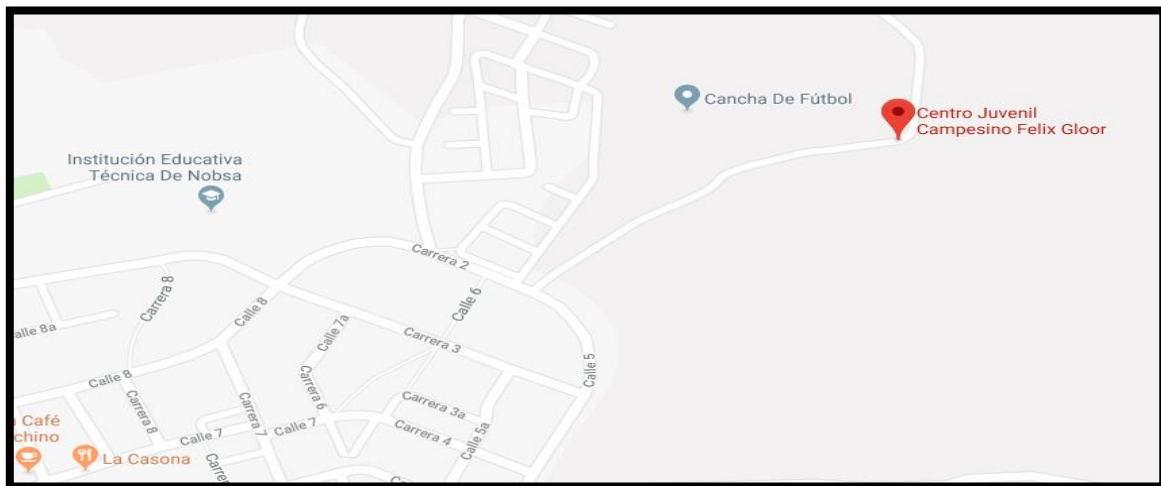 Cancha De Fútbol
Centro Juvenil
Campesino Felix Gloor
Institución Educativa
Técnica De Nobsa
Carrera 2
Carrera 8
Calle 8
Calle 6
alle 8a
Calle 7a
Carrera 3
Calle 5
Calle 8
Carrera 6
Carrera 8
Carrera 3a
Carrera 7
Calle 7
Calle 7
Carrera 4
Calle 5a
Café
chino
La Casona
Carrer